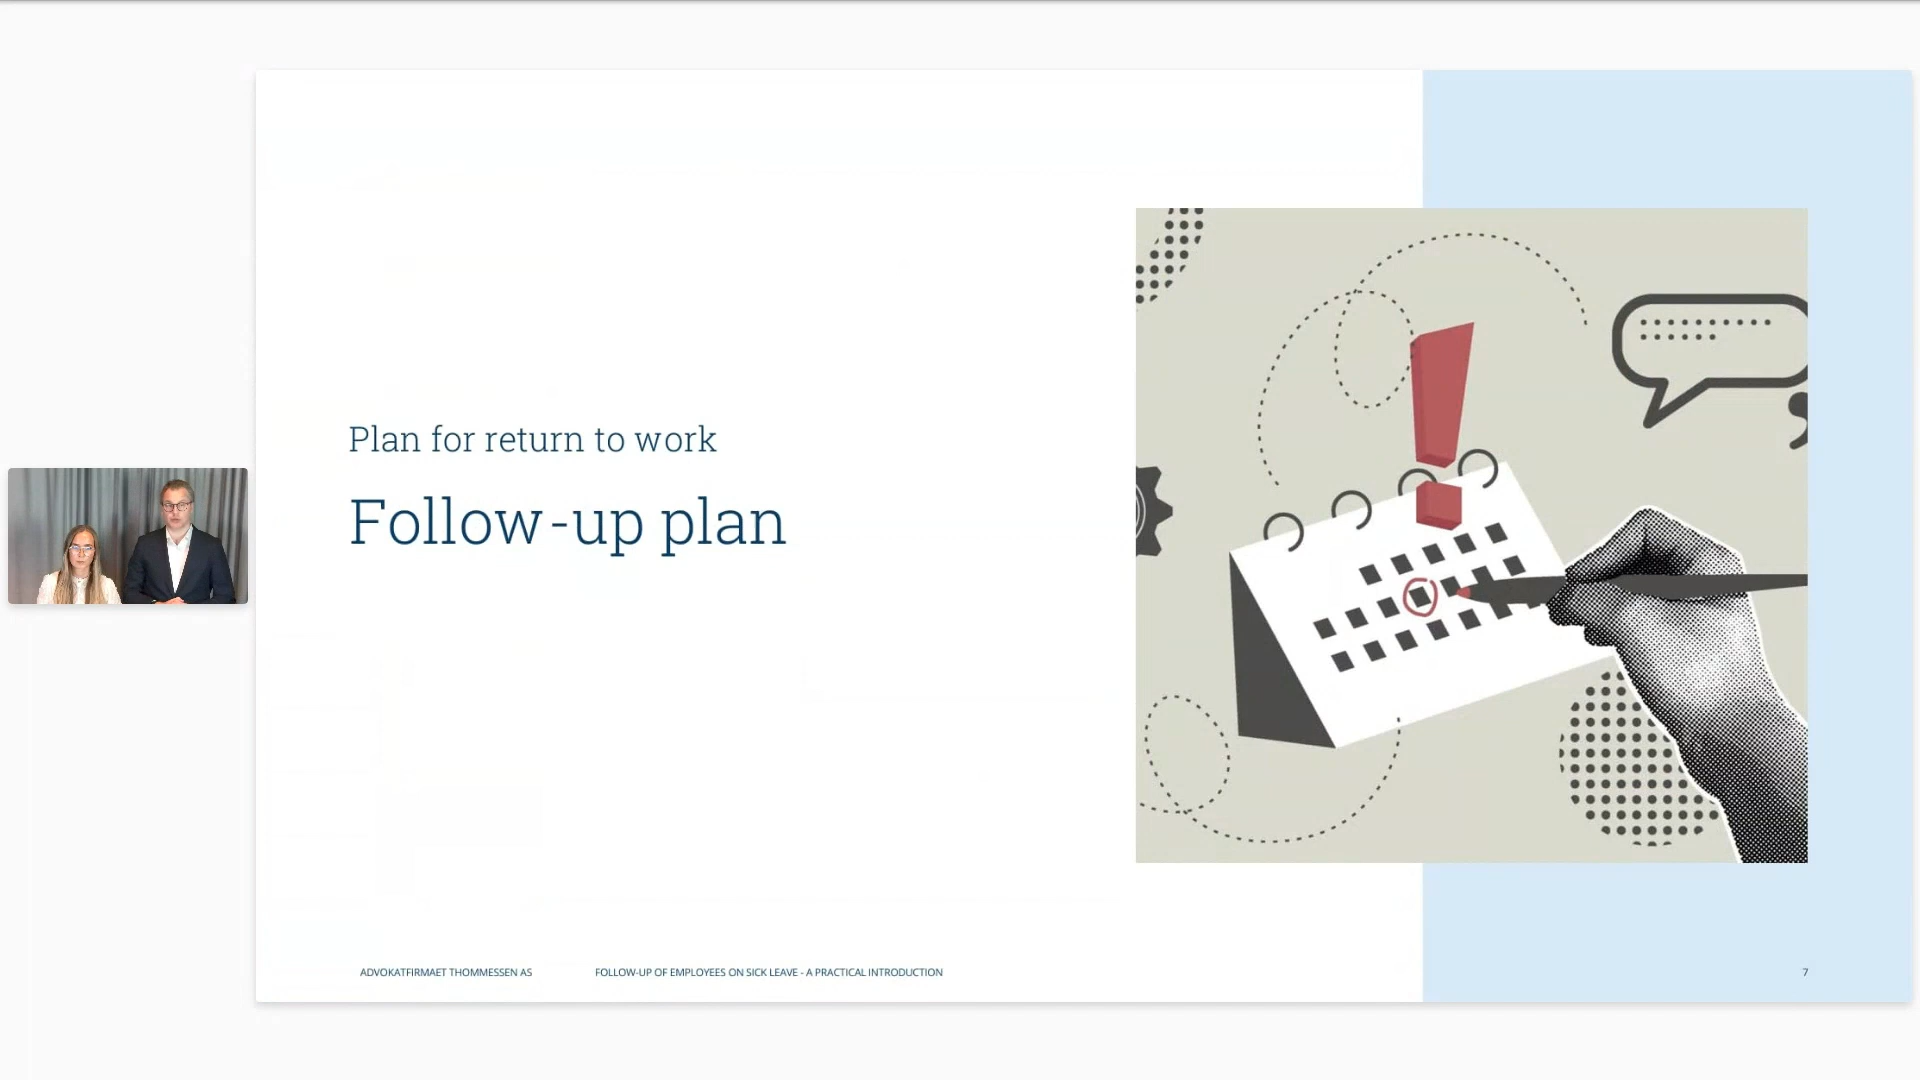 Plan for return to work
Follow-up plan
ADVOKATFIRMAET THOMMESSEN AS
FOLLOW-UP OF EMPLOYEES ON SICK LEAVE - A PRACTICAL INTRODUCTION
7